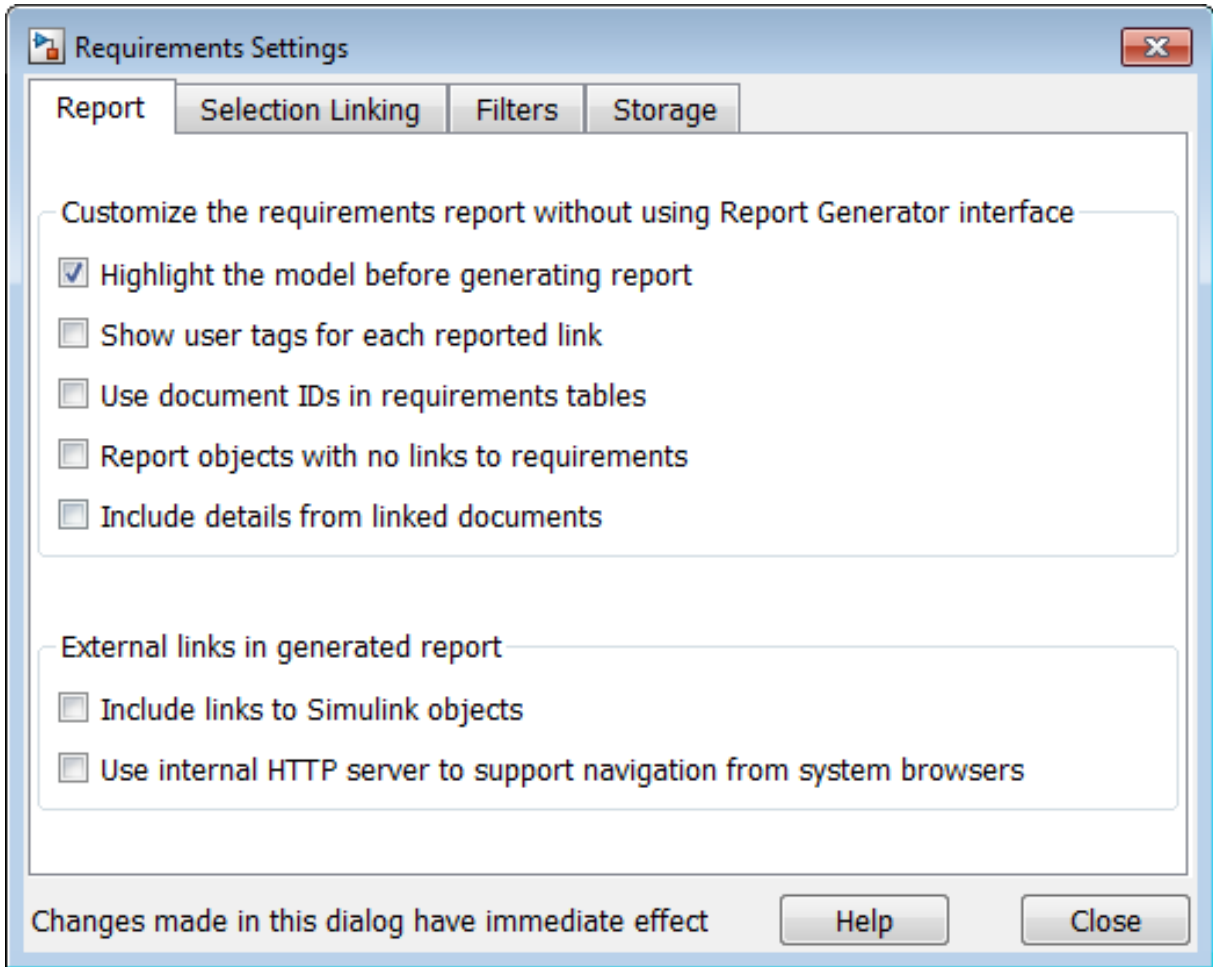 Requirements Settings
Report Selection Linking Filters Storage
Customize the requirements report without using Report Generator interface
Highlight the model before generating report
Show user tags for each reported link
Use document IDs in requirements tables
Report objects with no links to requirements
Include details from linked documents
External links in generated report
Include links to Simulink objects
Use internal HTTP server to support navigation from system browsers
Changes made in this dialog have immediate effect Help Close